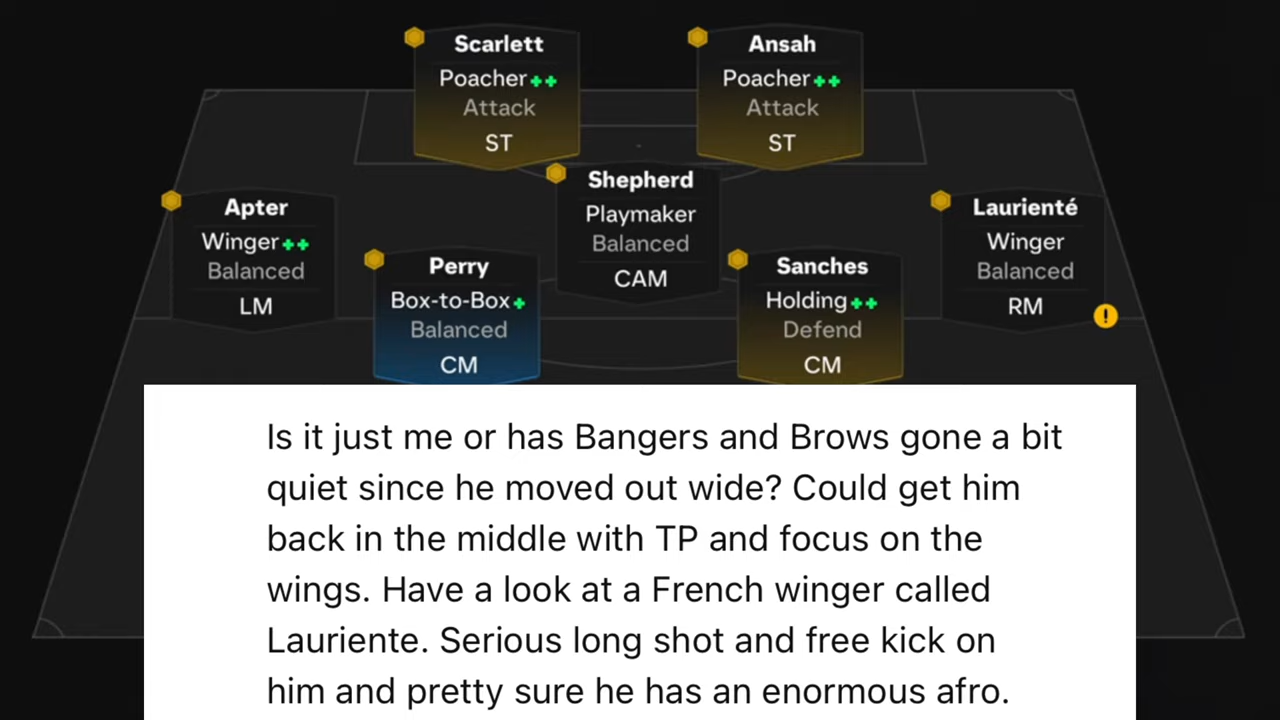 Scarlett
Poacher++
Attack
ST
Ansah
Poacher++
Attack
ST
Shepherd
Playmaker
Balanced
CAM
Apter
Winger++
Balanced
LM
Laurienté
Winger
Balanced
RM
!
Perry
Box-to-Box+
Balanced
CM
Sanches
Holding++
Defend
CM
Is it just me or has Bangers and Brows gone a bit
quiet since he moved out wide? Could get him
back in the middle with TP and focus on the
wings. Have a look at a French winger called
Lauriente. Serious long shot and free kick on
him and pretty sure he has an enormous afro.